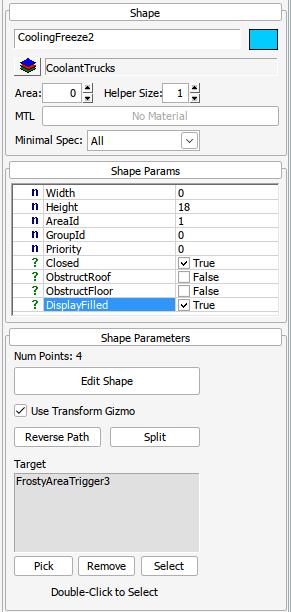 Shape
CoolingFreeze2
CoolantTrucks
Area: 0 Helper Size: 1
MTL No Material
Minimal Spec: All
Shape Params
n Width 0
n Height 18
n AreaId 1
n GroupId 0
n Priority 0
? Closed True
? ObstructRoof False
? ObstructFloor False
? DisplayFilled True
Shape Parameters
Num Points: 4
Edit Shape
Use Transform Gizmo
Reverse Path Split
Target
FrostyAreaTrigger3
Pick Remove Select
Double-Click to Select